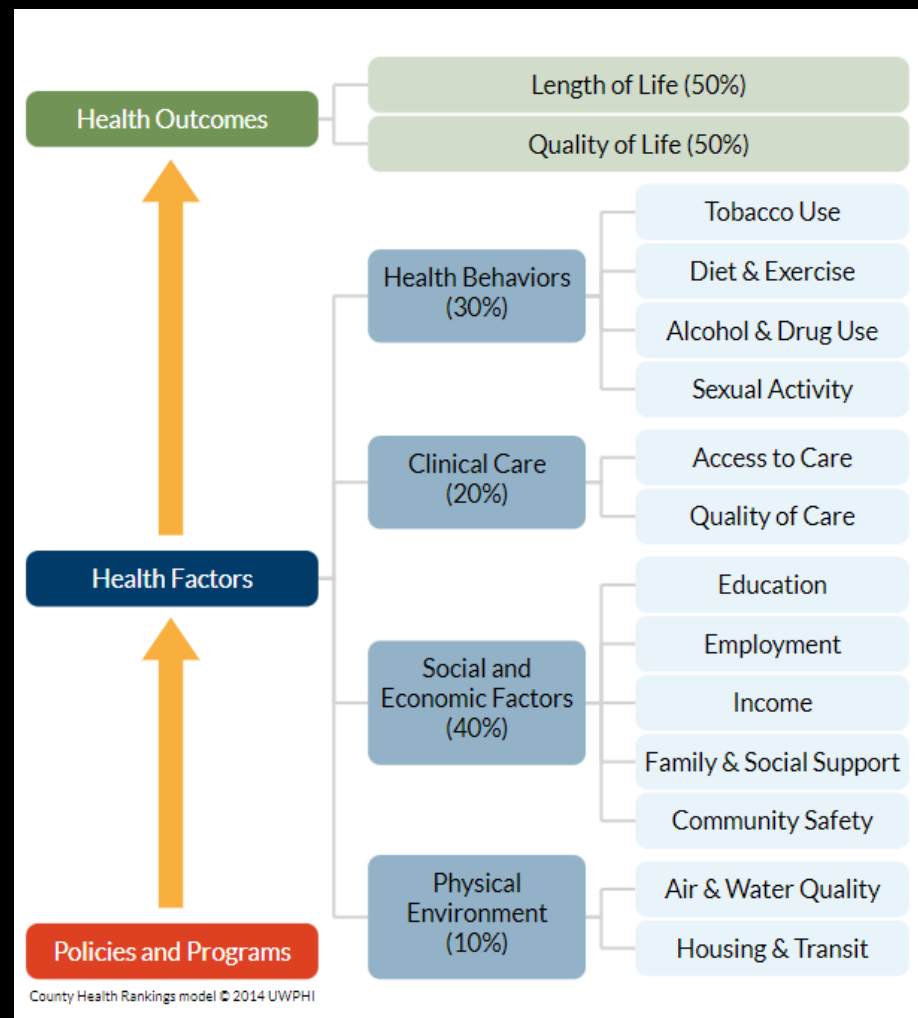 Health Outcomes
Length of Life (50%)
Quality of Life (50%)
Health Factors
Health Behaviors
(30%)
Tobacco Use
Diet & Exercise
Alcohol & Drug Use
Sexual Activity
Clinical Care
(20%)
Access to Care
Quality of Care
Social and
Economic Factors
(40%)
Education
Employment
Income
Family & Social Support
Community Safety
Physical
Environment
(10%)
Air & Water Quality
Housing & Transit
Policies and Programs
County Health Rankings model © 2014 UWPHI